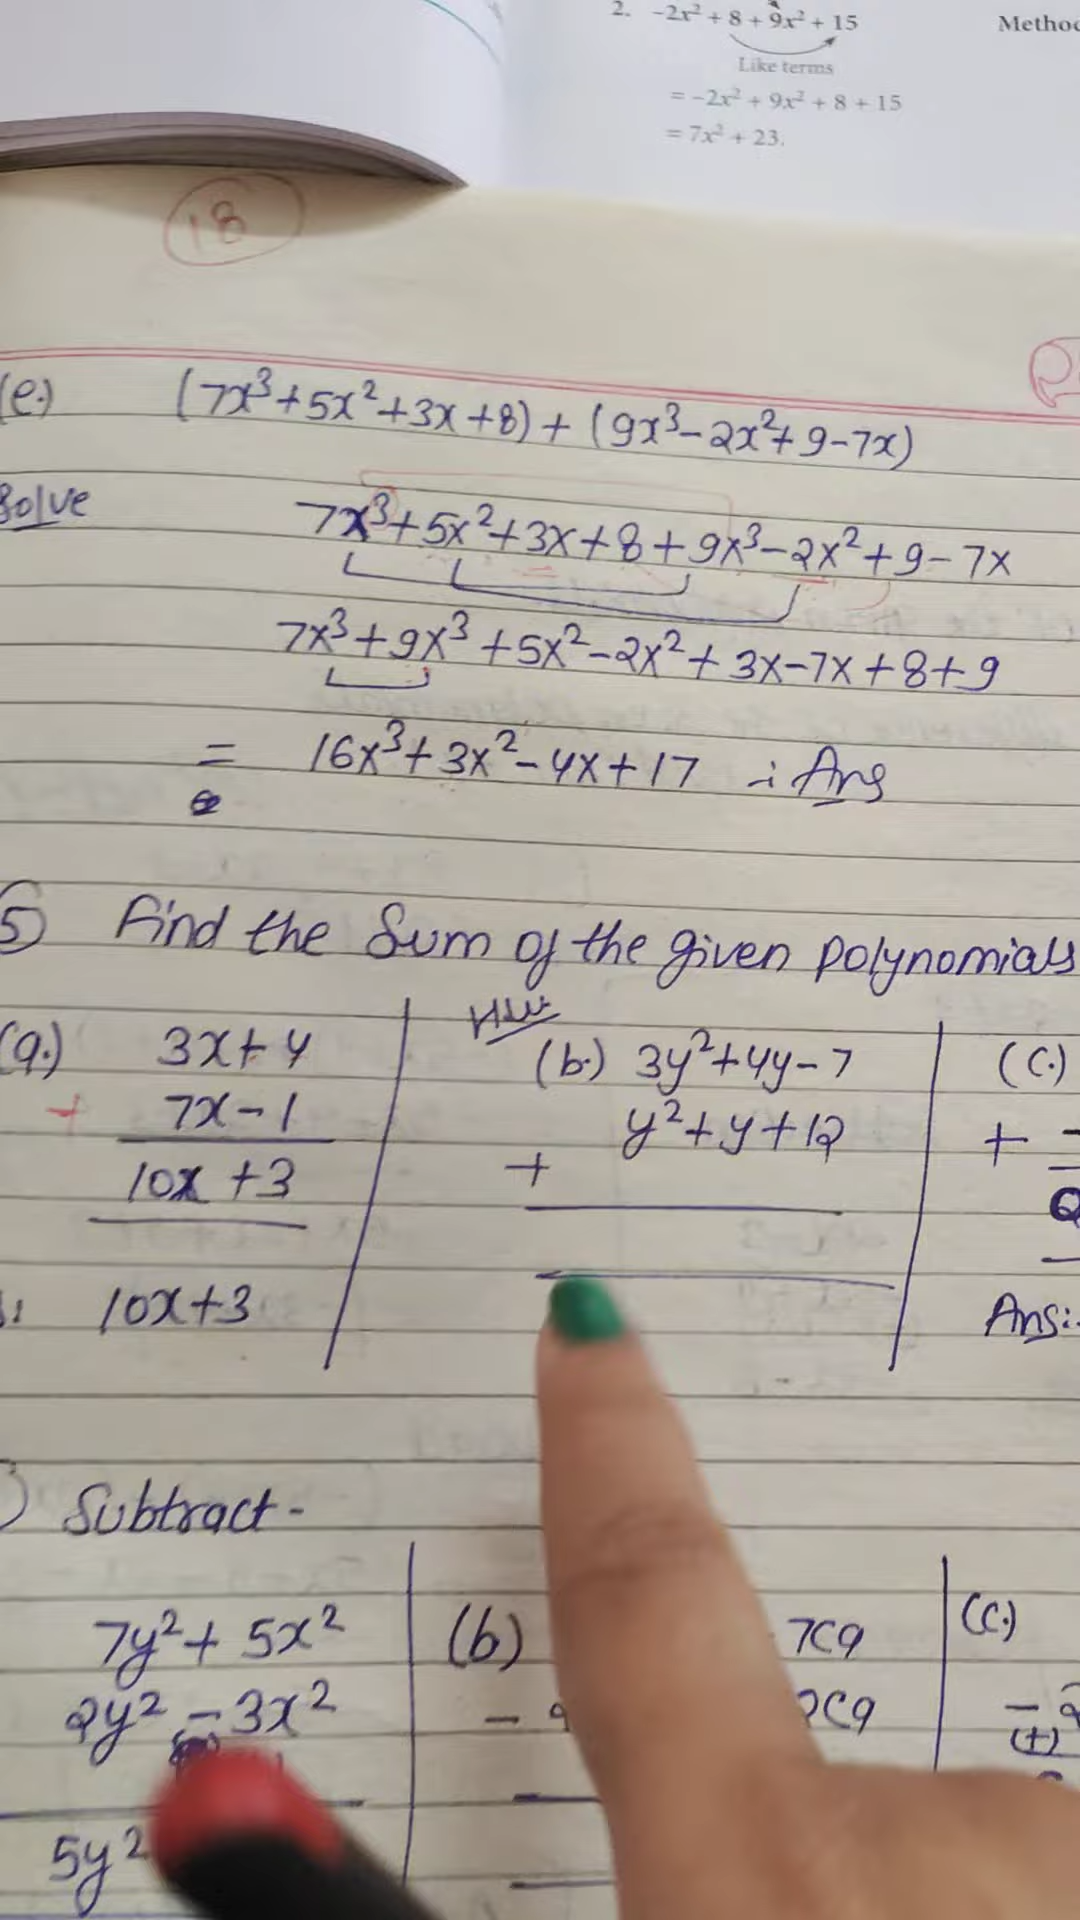 2. -2x² + 8 + 9x² + 15
Like terms
= -2x² + 9x² + 8 + 15
= 7x² + 23.
18
(e.) (7x³+5x²+3x+8)+(9x³-2x²+9-7x)
Solve
7x³+5x²+3x+8+9x³-2x²+9-7x
7x³+9x³+5x²-2x²+3x-7x+8+9
= 16x³+3x²-4x+17 ∴ Ans
5) Find the Sum of the given polynomials
(a.) 3x+4
+ 7x-1
10x +3
10x+3
HW
(b.) 3y²+4y-7
y²+y+12
+
(c.)
+ -
Ans:-
Subtract-
7y²+ 5x²
2y² - 3x²
5y²
(b) 7ca
(c.)
- 2
(+)